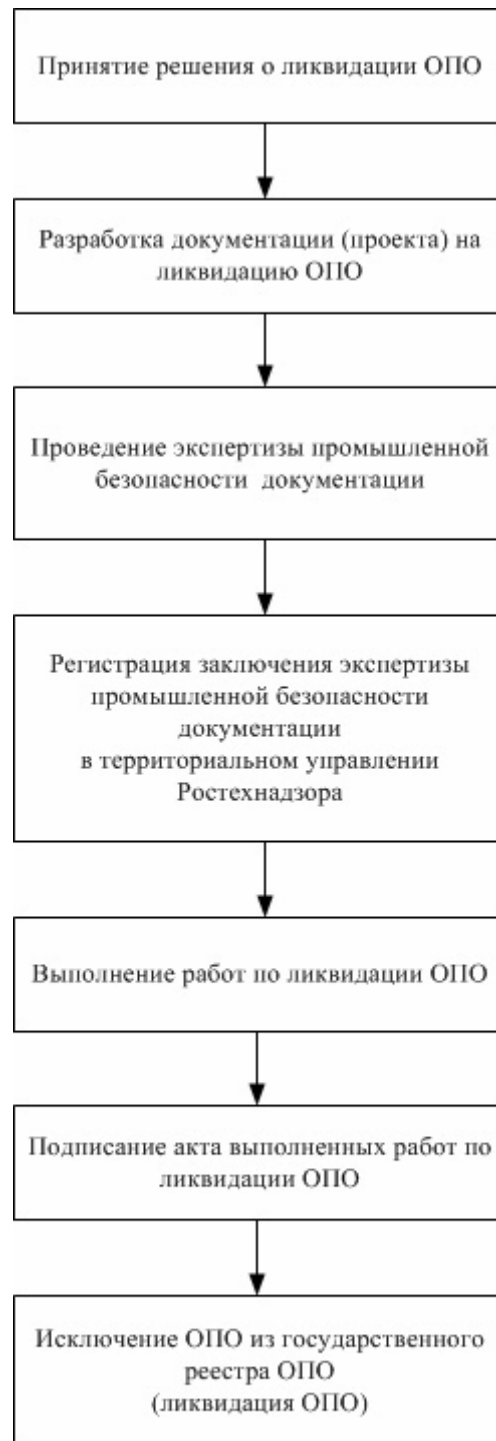 Принятие решения о ликвидации ОПО
Разработка документации (проекта) на
ликвидацию ОПО
Проведение экспертизы промышленной
безопасности документации
Регистрация заключения экспертизы
промышленной безопасности
документации
в территориальном управлении
Ростехнадзора
Выполнение работ по ликвидации ОПО
Подписание акта выполненных работ по
ликвидации ОПО
Исключение ОПО из государственного
реестра ОПО
(ликвидация ОПО)